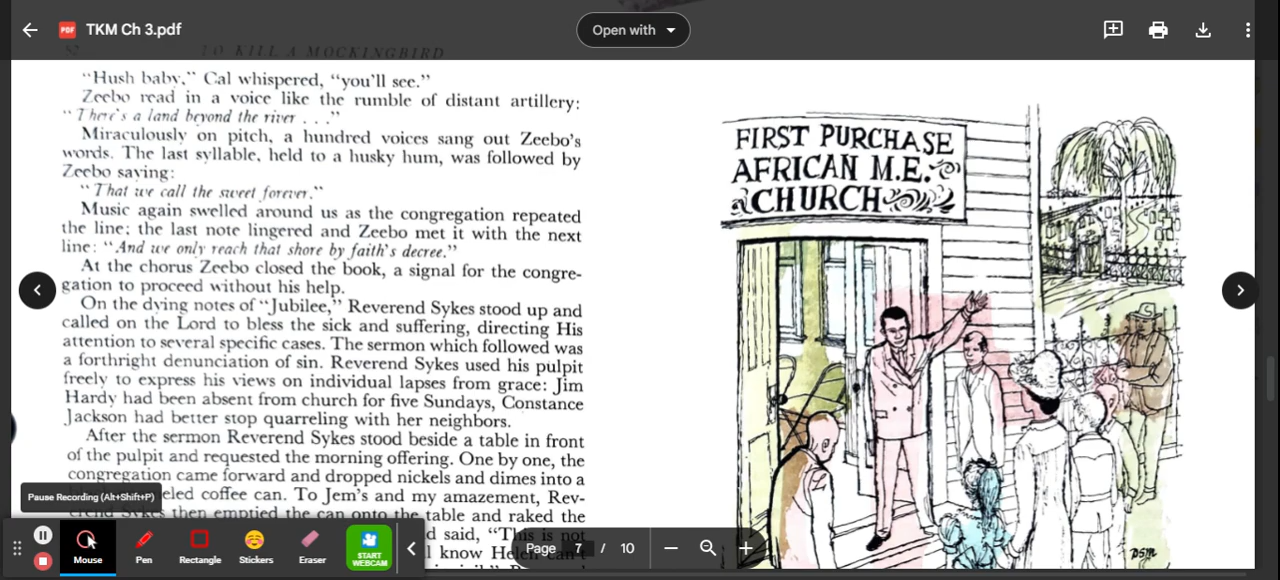 TKM Ch 3.pdf
Open with
52 TO KILL A MOCKINGBIRD
"Hush baby," Cal whispered, "you'll see."
Zeebo read in a voice like the rumble of distant artillery:
"There's a land beyond the river . . ."
Miraculously on pitch, a hundred voices sang out Zeebo's
words. The last syllable, held to a husky hum, was followed by
Zeebo saying:
"That we call the sweet forever."
Music again swelled around us as the congregation repeated
the line; the last note lingered and Zeebo met it with the next
line: "And we only reach that shore by faith's decree."
At the chorus Zeebo closed the book, a signal for the congre-
gation to proceed without his help.
On the dying notes of "Jubilee," Reverend Sykes stood up and
called on the Lord to bless the sick and suffering, directing His
attention to several specific cases. The sermon which followed was
a forthright denunciation of sin. Reverend Sykes used his pulpit
freely to express his views on individual lapses from grace: Jim
Hardy had been absent from church for five Sundays, Constance
Jackson had better stop quarreling with her neighbors.
After the sermon Reverend Sykes stood beside a table in front
of the pulpit and requested the morning offering. One by one, the
congregation came forward and dropped nickels and dimes into a
eled coffee can. To Jem's and my amazement, Rev-
erend Sykes then emptied the can onto the table and raked the
d said, "This is not
I know Helen can't
FIRST PURCHASE
AFRICAN M.E.
CHURCH
DSM
Pause Recording (Alt+Shift+P)
Mouse
Pen
Rectangle
Stickers
Eraser
START
WEBCAM
Page 7 / 10